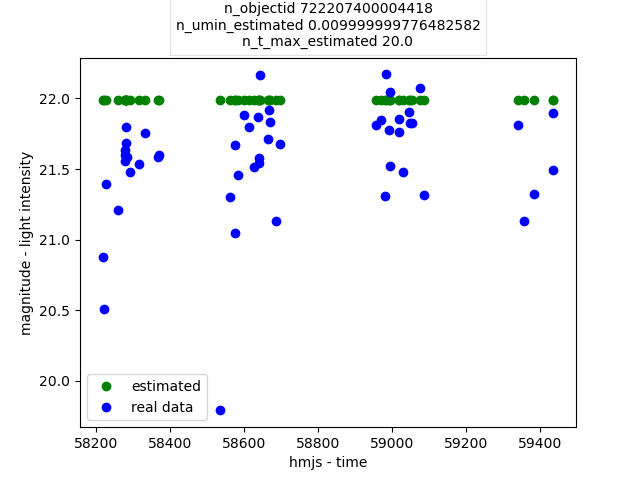 n_objectid 722207400004418
n_umin_estimated 0.009999999776482582
n_t_max_estimated 20.0
magnitude - light intensity
22.0
21.5
21.0
20.5
20.0
estimated
real data
58200 58400 58600 58800 59000 59200 59400
hmjs - time